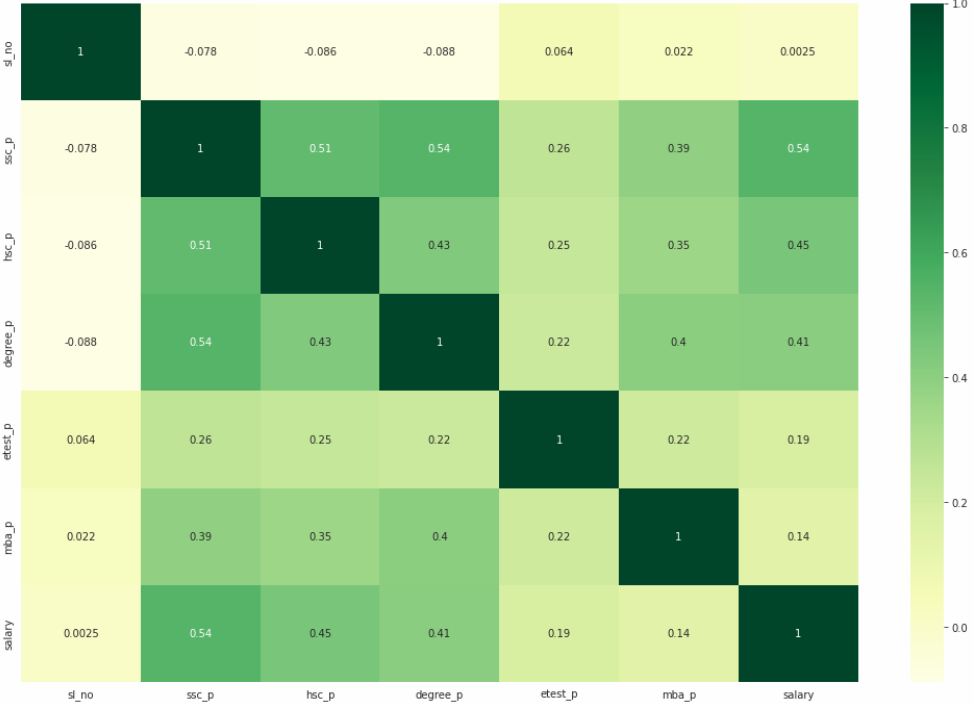 sl_no 1 -0.078 -0.086 -0.088 0.064 0.022 0.0025
ssc_p -0.078 1 0.51 0.54 0.26 0.39 0.54
hsc_p -0.086 0.51 1 0.43 0.25 0.35 0.45
degree_p -0.088 0.54 0.43 1 0.22 0.4 0.41
etest_p 0.064 0.26 0.25 0.22 1 0.22 0.19
mba_p 0.022 0.39 0.35 0.4 0.22 1 0.14
salary 0.0025 0.54 0.45 0.41 0.19 0.14 1
sl_no ssc_p hsc_p degree_p etest_p mba_p salary
1.0
0.8
0.6
0.4
0.2
0.0